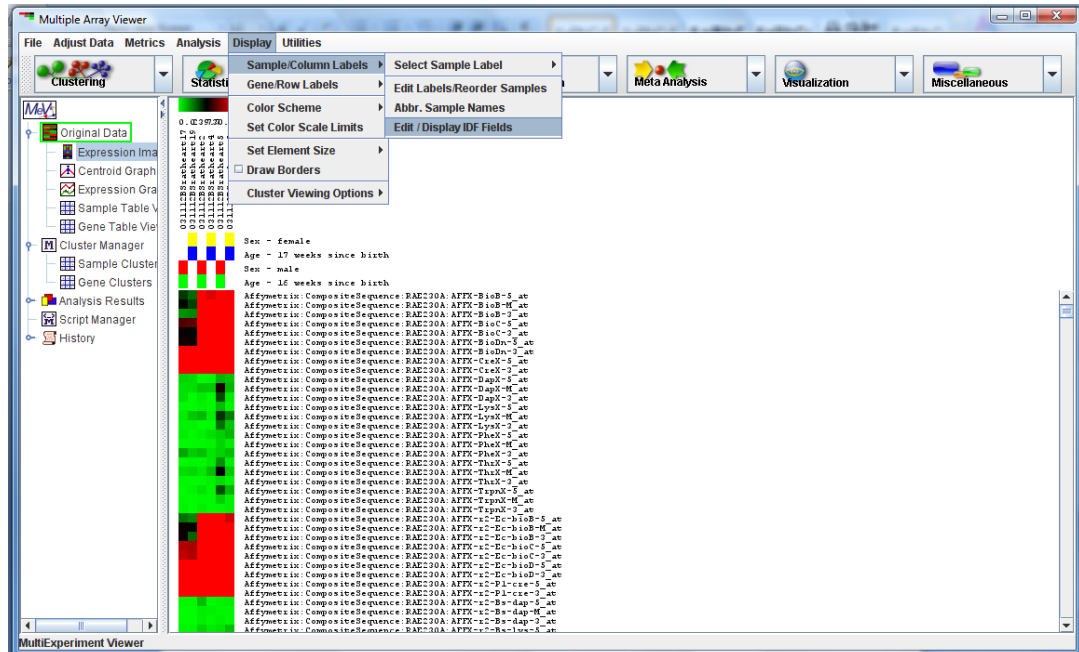 Multiple Array Viewer
File Adjust Data Metrics Analysis Display Utilities
Clustering
Statisti
Meta Analysis
Visualization
Miscellaneous
Sample/Column Labels
Gene/Row Labels
Color Scheme
Set Color Scale Limits
Set Element Size
Draw Borders
Cluster Viewing Options
Select Sample Label
Edit Labels/Reorder Samples
Abbr. Sample Names
Edit / Display IDF Fields
MeV
Original Data
Expression Ima
Centroid Graph
Expression Gra
Sample Table V
Gene Table Vie
M Cluster Manager
Sample Cluster
Gene Clusters
Analysis Results
Script Manager
History
Sex - female
Age - 17 weeks since birth
Sex - male
Age - 16 weeks since birth
Affymetrix:CompositeSequence:RAE230A:AFFX-BioB-5_at
Affymetrix:CompositeSequence:RAE230A:AFFX-BioB-M_at
Affymetrix:CompositeSequence:RAE230A:AFFX-BioB-3_at
Affymetrix:CompositeSequence:RAE230A:AFFX-BioC-5_at
Affymetrix:CompositeSequence:RAE230A:AFFX-BioC-3_at
Affymetrix:CompositeSequence:RAE230A:AFFX-BioDn-5_at
Affymetrix:CompositeSequence:RAE230A:AFFX-BioDn-3_at
Affymetrix:CompositeSequence:RAE230A:AFFX-CreX-5_at
Affymetrix:CompositeSequence:RAE230A:AFFX-CreX-3_at
Affymetrix:CompositeSequence:RAE230A:AFFX-DapX-5_at
Affymetrix:CompositeSequence:RAE230A:AFFX-DapX-M_at
Affymetrix:CompositeSequence:RAE230A:AFFX-DapX-3_at
Affymetrix:CompositeSequence:RAE230A:AFFX-LysX-5_at
Affymetrix:CompositeSequence:RAE230A:AFFX-LysX-M_at
Affymetrix:CompositeSequence:RAE230A:AFFX-LysX-3_at
Affymetrix:CompositeSequence:RAE230A:AFFX-PheX-5_at
Affymetrix:CompositeSequence:RAE230A:AFFX-PheX-M_at
Affymetrix:CompositeSequence:RAE230A:AFFX-PheX-3_at
Affymetrix:CompositeSequence:RAE230A:AFFX-ThrX-5_at
Affymetrix:CompositeSequence:RAE230A:AFFX-ThrX-M_at
Affymetrix:CompositeSequence:RAE230A:AFFX-ThrX-3_at
Affymetrix:CompositeSequence:RAE230A:AFFX-TrpnX-5_at
Affymetrix:CompositeSequence:RAE230A:AFFX-TrpnX-M_at
Affymetrix:CompositeSequence:RAE230A:AFFX-TrpnX-3_at
Affymetrix:CompositeSequence:RAE230A:AFFX-r2-Ec-bioB-5_at
Affymetrix:CompositeSequence:RAE230A:AFFX-r2-Ec-bioB-M_at
Affymetrix:CompositeSequence:RAE230A:AFFX-r2-Ec-bioB-3_at
Affymetrix:CompositeSequence:RAE230A:AFFX-r2-Ec-bioC-5_at
Affymetrix:CompositeSequence:RAE230A:AFFX-r2-Ec-bioC-3_at
Affymetrix:CompositeSequence:RAE230A:AFFX-r2-Ec-bioD-5_at
Affymetrix:CompositeSequence:RAE230A:AFFX-r2-Ec-bioD-3_at
Affymetrix:CompositeSequence:RAE230A:AFFX-r2-P1-cre-5_at
Affymetrix:CompositeSequence:RAE230A:AFFX-r2-P1-cre-3_at
Affymetrix:CompositeSequence:RAE230A:AFFX-r2-Bs-dap-5_at
Affymetrix:CompositeSequence:RAE230A:AFFX-r2-Bs-dap-M_at
Affymetrix:CompositeSequence:RAE230A:AFFX-r2-Bs-dap-3_at
Affymetrix:CompositeSequence:RAE230A:AFFX-r2-Bs-lys-5_at
MultiExperiment Viewer